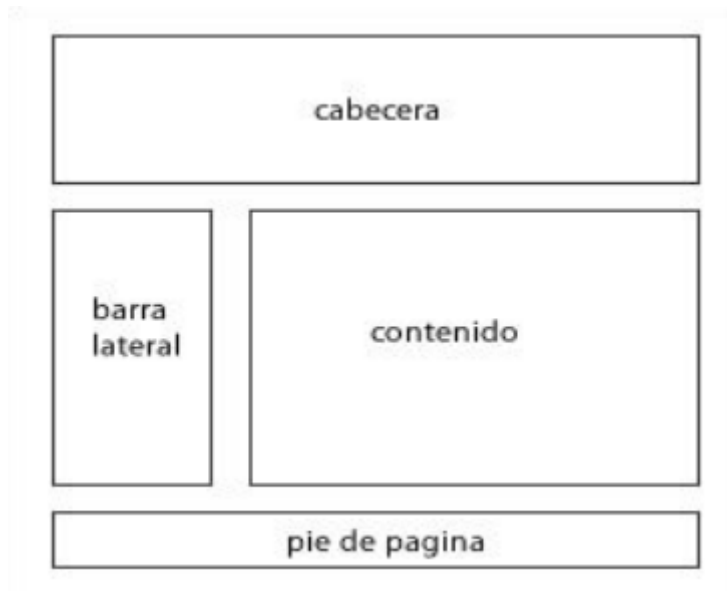 cabecera
barra
lateral
contenido
pie de pagina